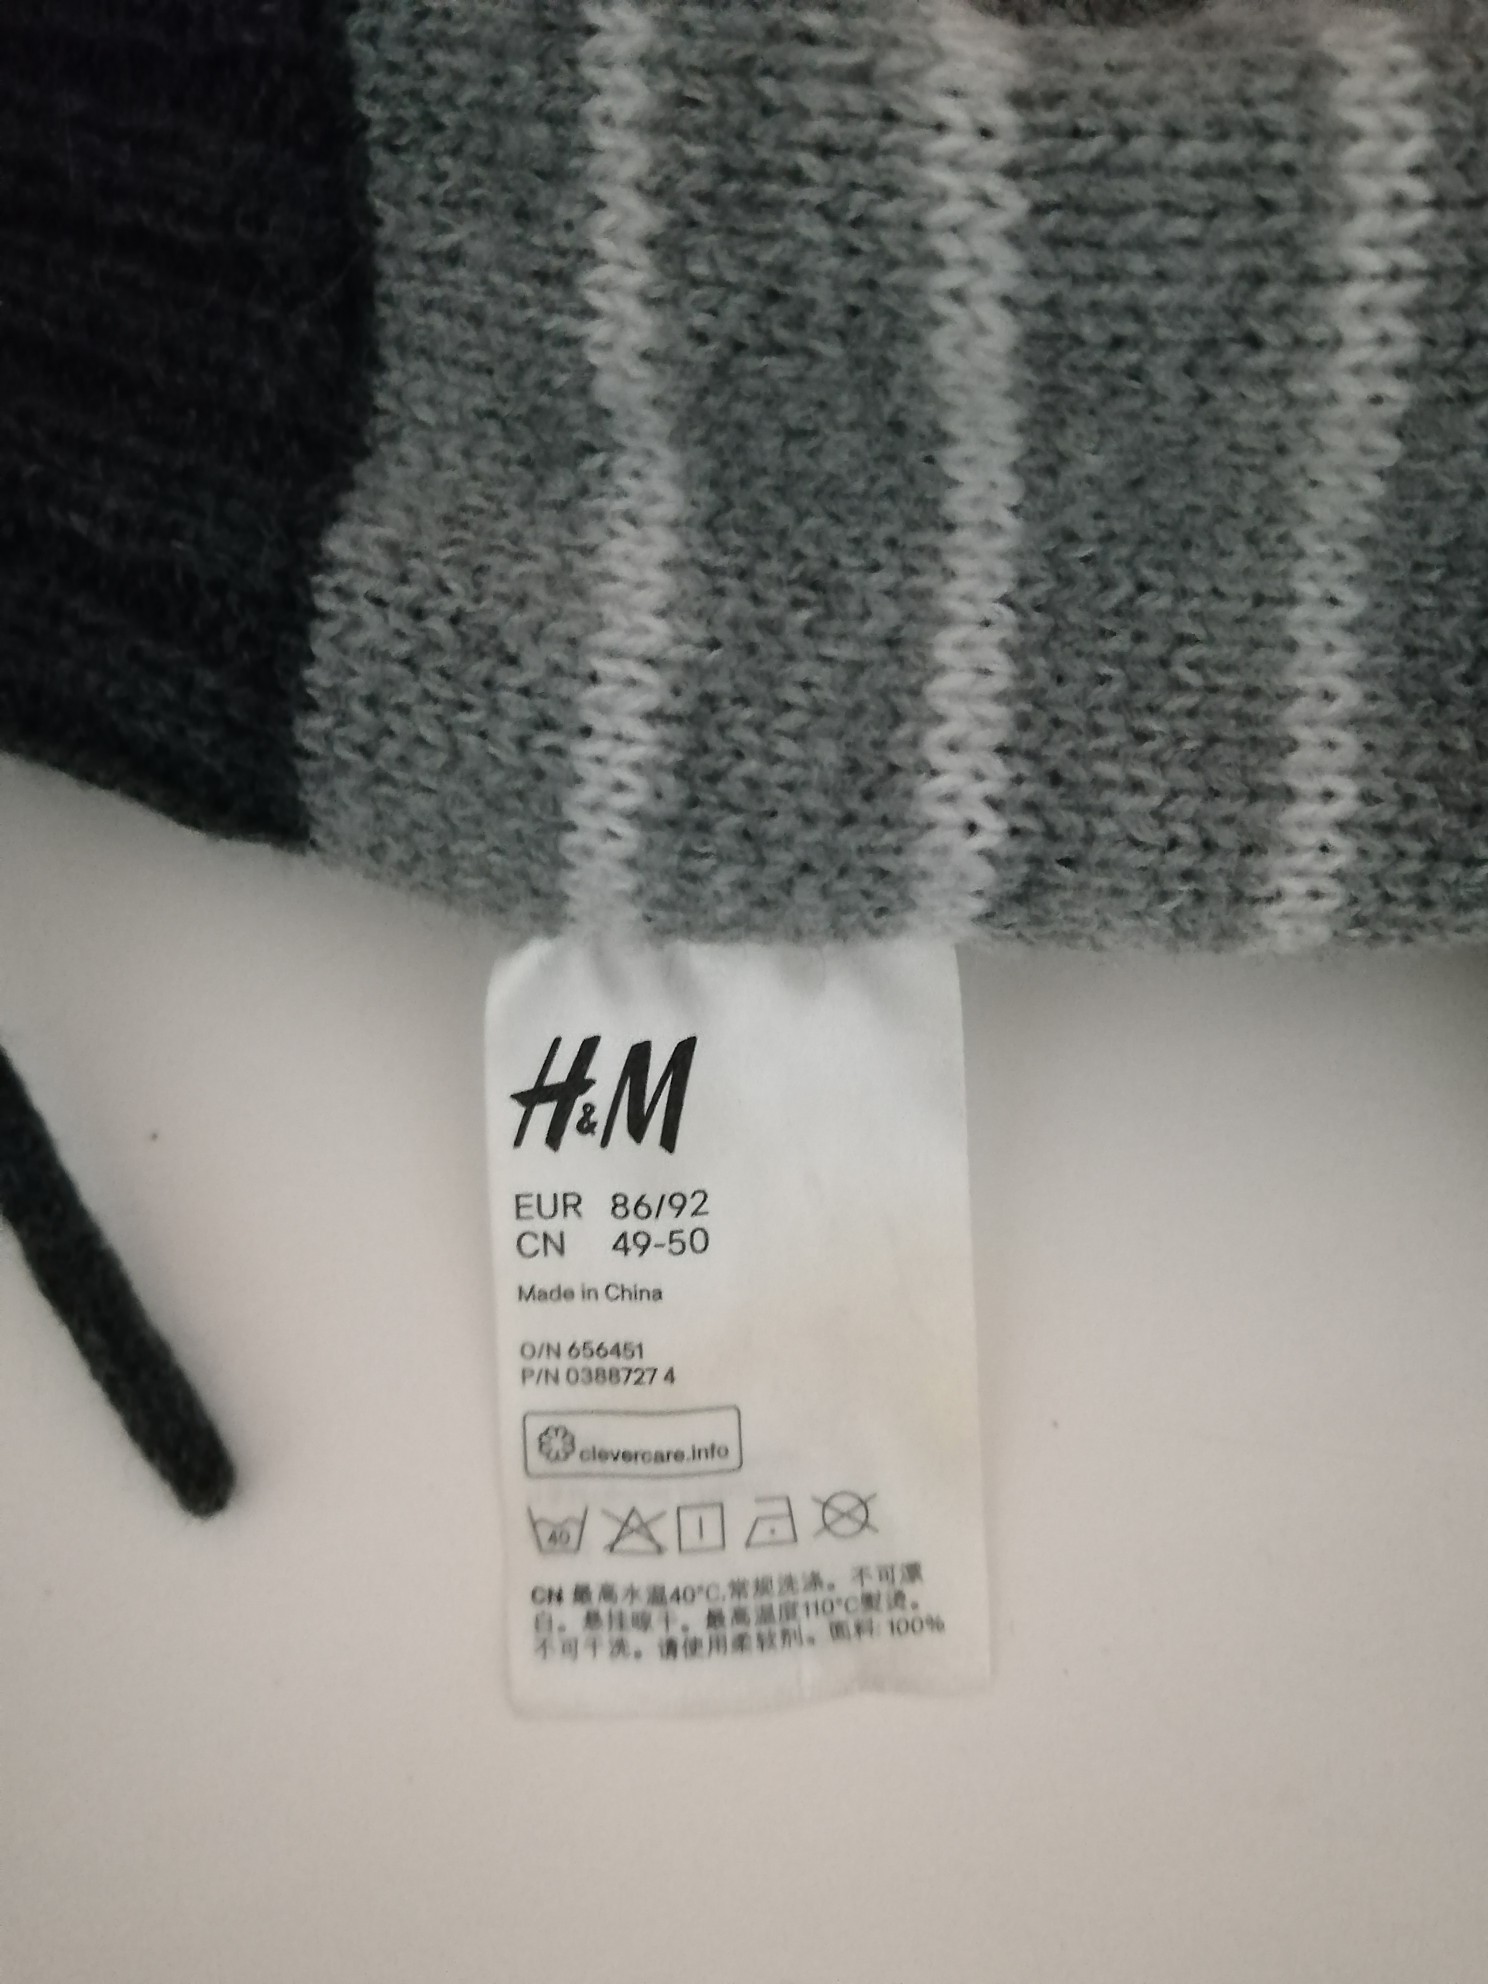 H&M
EUR 86/92
CN 49-50
Made in China
O/N 656451
P/N 0388727 4
clevercare.info
40
CN 最高水温40°C.常规洗涤。不可漂
白。悬挂晾干。最高温度110°C熨烫。
不可干洗。请使用柔软剂。面料: 100%